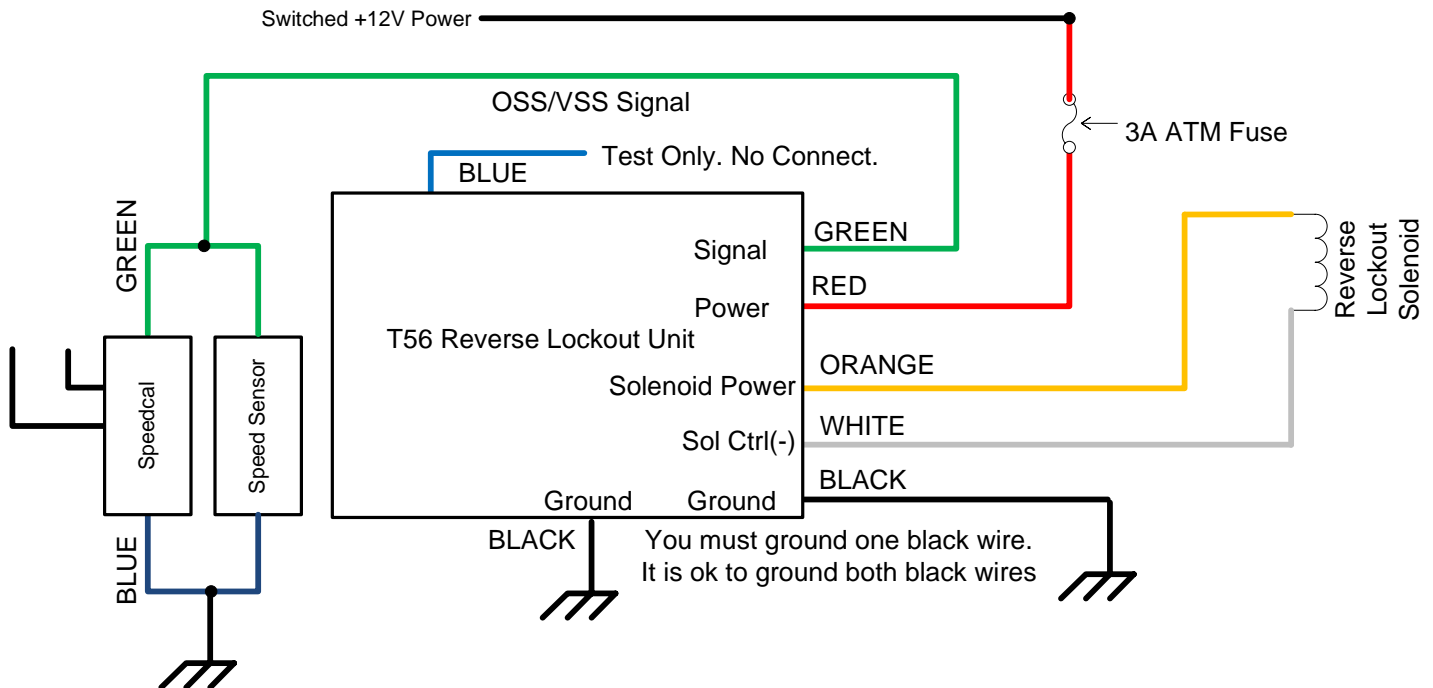 Switched +12V Power
OSS/VSS Signal
3A ATM Fuse
Test Only. No Connect.
BLUE
GREEN
Signal
GREEN
RED
Power
Reverse
Lockout
Solenoid
T56 Reverse Lockout Unit
ORANGE
Solenoid Power
Speedcal
Speed Sensor
WHITE
Sol Ctrl(-)
BLACK
Ground
Ground
BLUE
BLACK
You must ground one black wire.
It is ok to ground both black wires